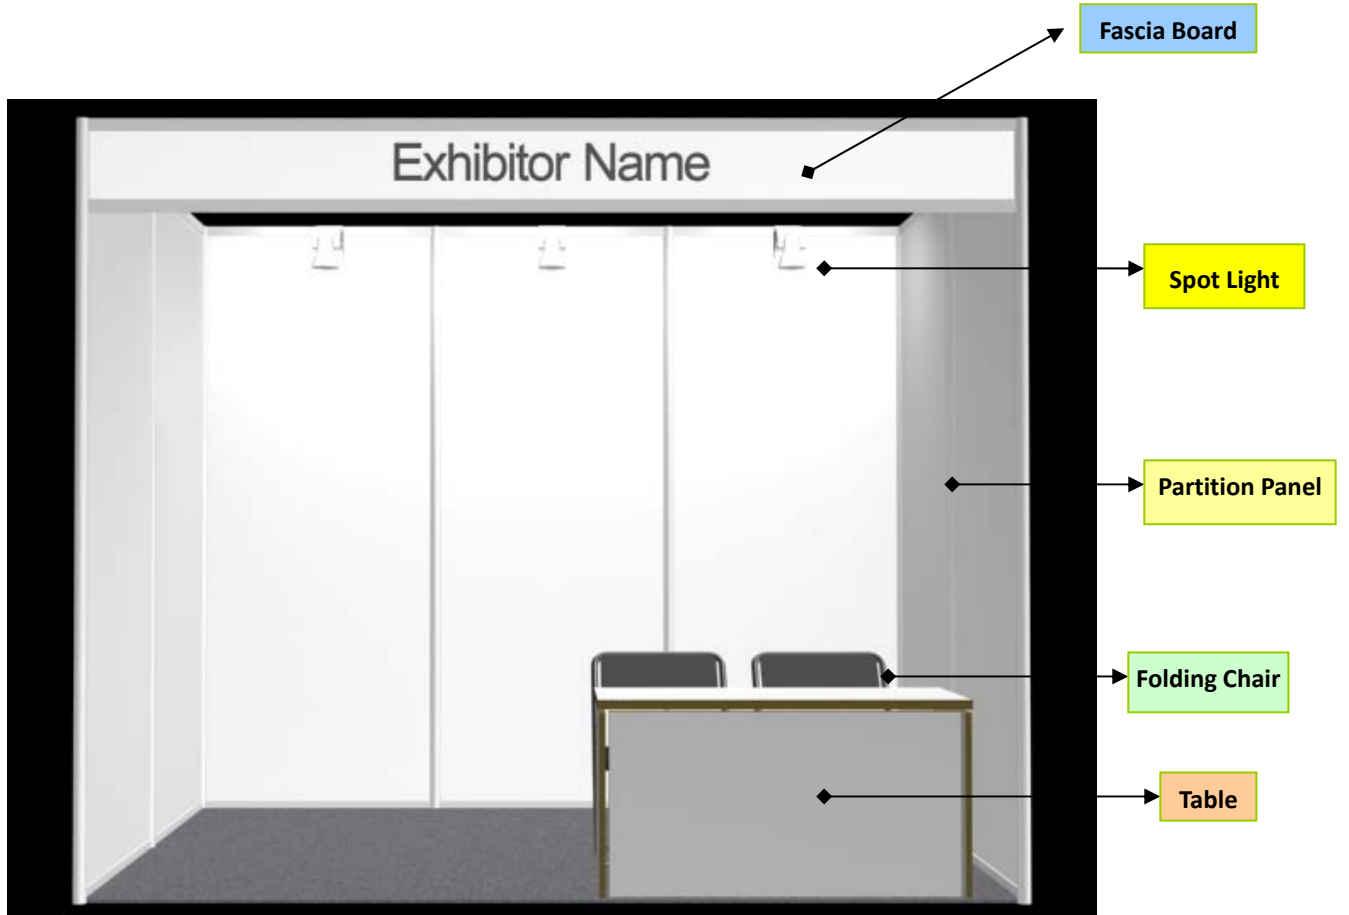 Fascia Board
Exhibitor Name
Spot Light
Partition Panel
Folding Chair
Table